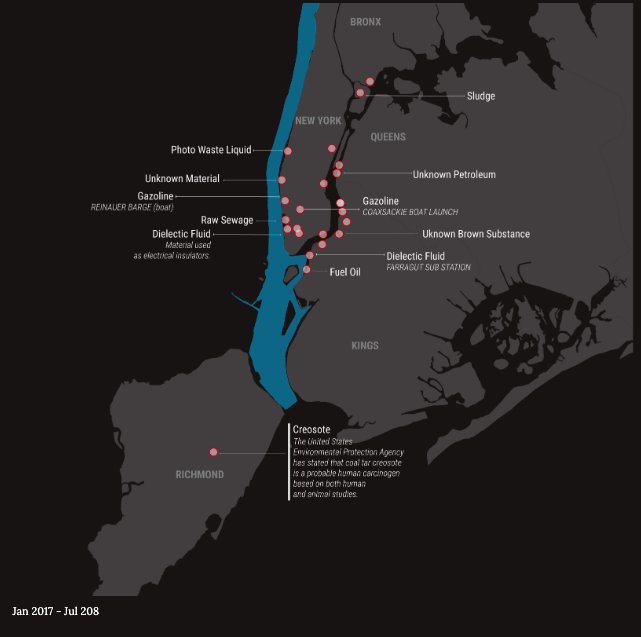 BRONX
Sludge
NEW YORK
QUEENS
Photo Waste Liquid
Unknown Petroleum
Unknown Material
Gazoline
REINAUER BARGE (boat)
Gazoline
COAXSACKIE BOAT LAUNCH
Raw Sewage
Dielectic Fluid
Material used
as electrical insulators.
Uknown Brown Substance
Dielectic Fluid
FARRAGUT SUB STATION
Fuel Oil
KINGS
Creosote
The United States
Environmental Protection Agency
has stated that coal tar creosote
is a probable human carcinogen
based on both human
and animal studies.
RICHMOND
Jan 2017 - Jul 208